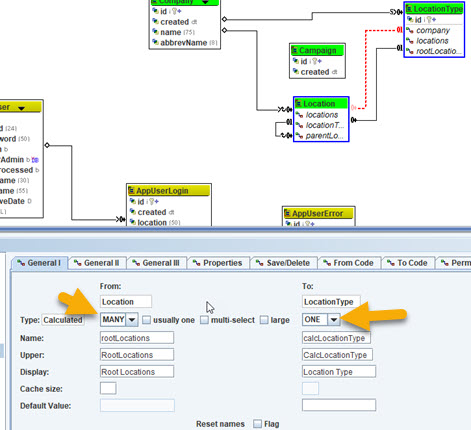 Company
id
created dt
name (75)
abbrevName (6)
LocationType
id
company
locations
rootLocatio...
Campaign
id
created dt
Location
locations
locationT...
parentLo...
ser
d (24)
word (50)
n b
rAdmin b
rocessed b
ame (30)
ame (55)
veDate D
L)
AppUserLogin
id
created dt
location (50)
AppUserError
id
General I General II General III Properties Save/Delete From Code To Code Perm
From: To:
Location LocationType
Type: Calculated MANY usually one multi-select large ONE
Name: rootLocations calcLocationType
Upper: RootLocations CalcLocationType
Display: Root Locations Location Type
Cache size:
Default Value:
Reset names Flag